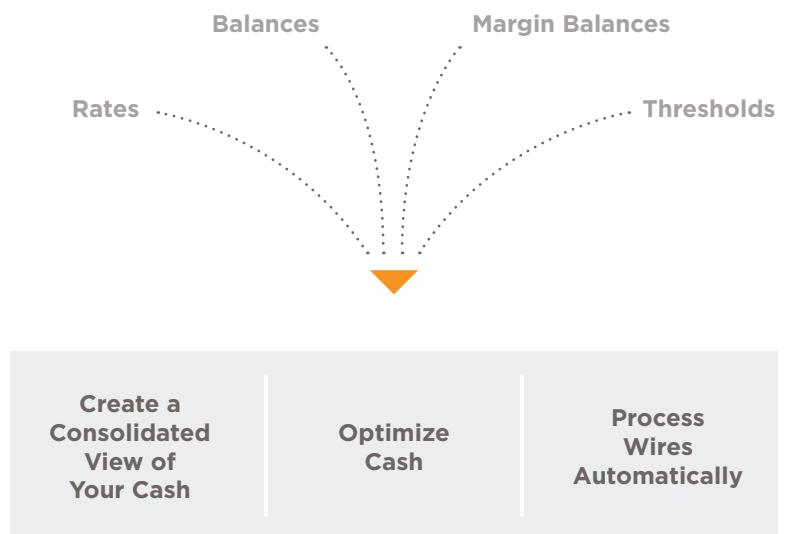 Balances
Margin Balances
Rates
Thresholds
Create a
Consolidated
View of
Your Cash
Optimize
Cash
Process
Wires
Automatically